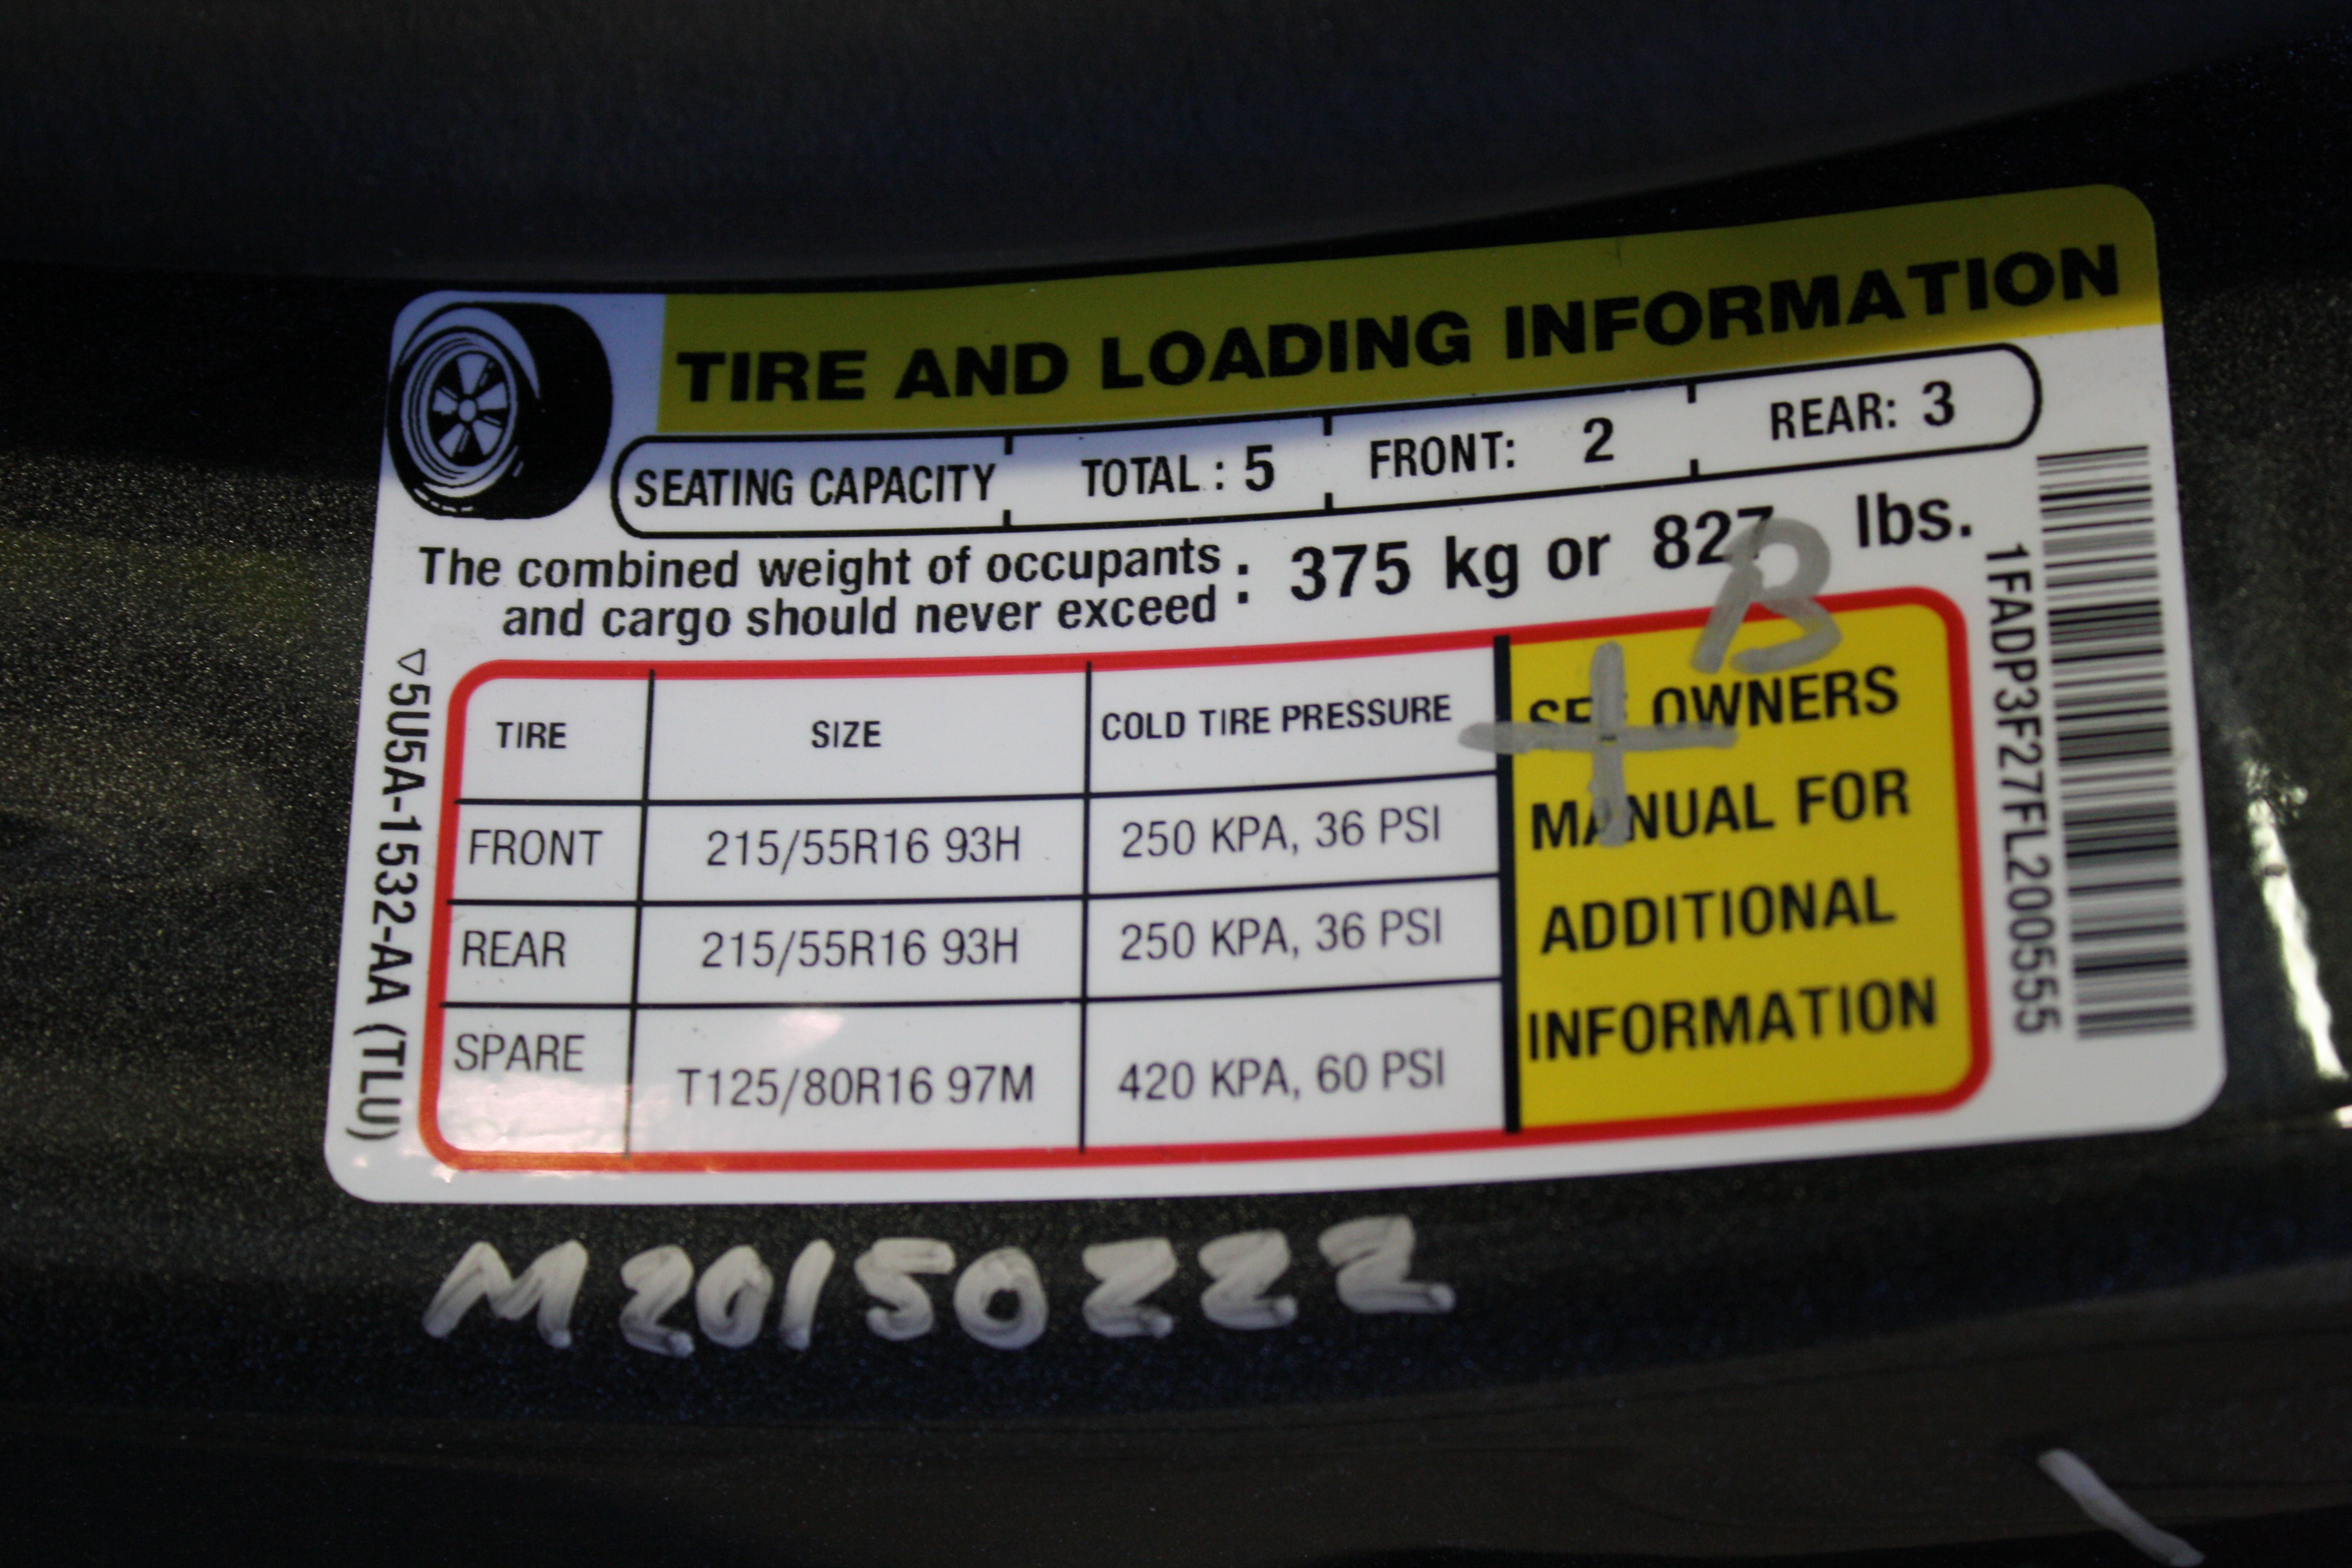 TIRE AND LOADING INFORMATION
SEATING CAPACITY TOTAL : 5 FRONT: 2 REAR: 3
The combined weight of occupants
and cargo should never exceed : 375 kg or 827 lbs.
B
+
TIRE SIZE COLD TIRE PRESSURE
FRONT 215/55R16 93H 250 KPA, 36 PSI
REAR 215/55R16 93H 250 KPA, 36 PSI
SPARE T125/80R16 97M 420 KPA, 60 PSI
SEE OWNERS
MANUAL FOR
ADDITIONAL
INFORMATION
▽5U5A-1532-AA (TLU)
1FADP3F27FL200555
M20150222